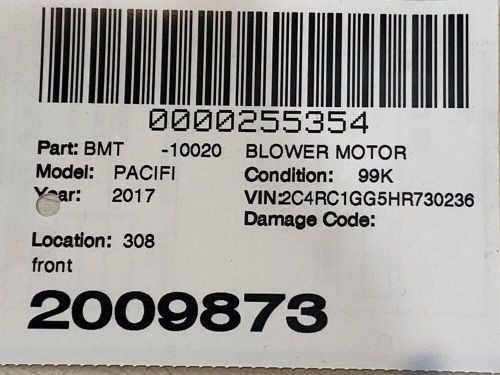 0000255354
Part: BMT -10020 BLOWER MOTOR
Model: PACIFI Condition: 99K
Year: 2017 VIN:2C4RC1GG5HR730236
Damage Code:
Location: 308
front
2009873